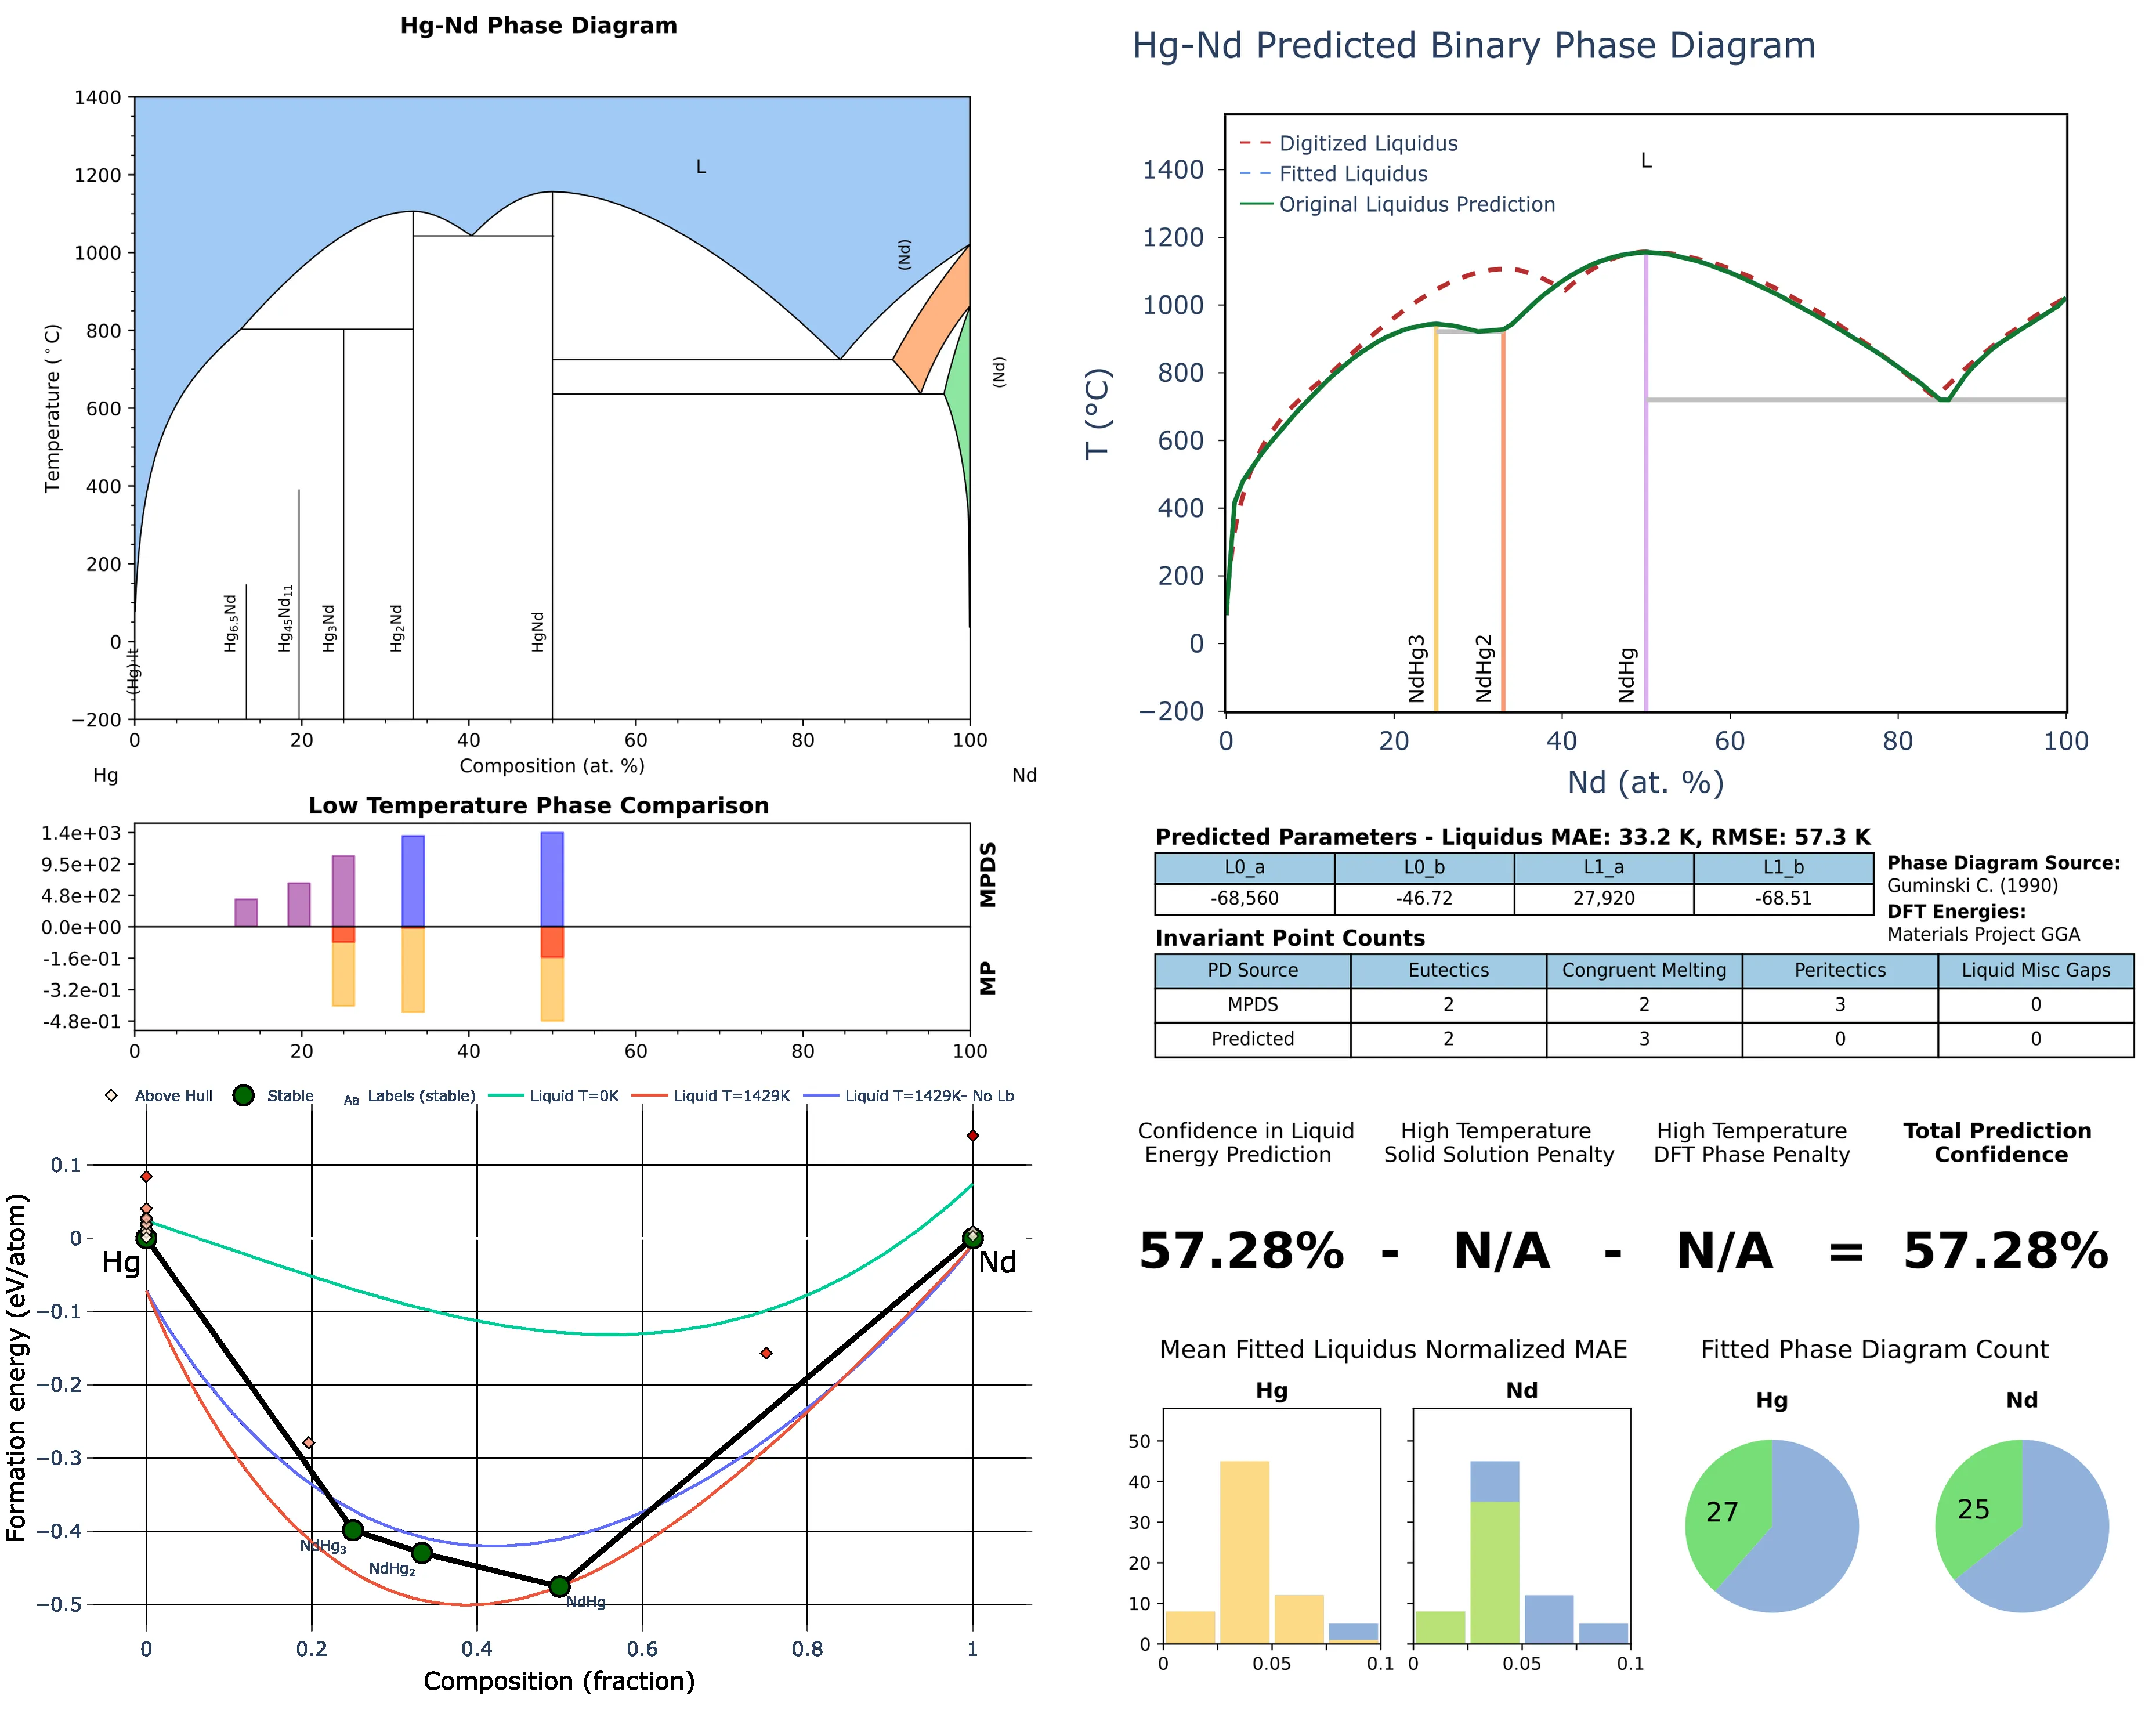 Hg-Nd Phase Diagram
1400
1200
1000
800
600
400
200
0
−200
Temperature (°C)
L
(Nd)
(Nd)
(Hg) lt
Hg6.5Nd
Hg45Nd11
Hg3Nd
Hg2Nd
HgNd
0
20
40
60
80
100
Composition (at. %)
Hg
Nd
Hg-Nd Predicted Binary Phase Diagram
Digitized Liquidus
Fitted Liquidus
Original Liquidus Prediction
L
1400
1200
1000
800
600
400
200
0
−200
T (°C)
NdHg3
NdHg2
NdHg
0
20
40
60
80
100
Nd (at. %)
Low Temperature Phase Comparison
1.4e+03
9.5e+02
4.8e+02
0.0e+00
-1.6e-01
-3.2e-01
-4.8e-01
MPDS
MP
0
20
40
60
80
100
Predicted Parameters - Liquidus MAE: 33.2 K, RMSE: 57.3 K
L0_a L0_b L1_a L1_b
-68,560 -46.72 27,920 -68.51
Phase Diagram Source:
Guminski C. (1990)
DFT Energies:
Materials Project GGA
Invariant Point Counts
PD Source Eutectics Congruent Melting Peritectics Liquid Misc Gaps
MPDS 2 2 3 0
Predicted 2 3 0 0
Above Hull
Stable
Aa Labels (stable)
Liquid T=0K
Liquid T=1429K
Liquid T=1429K- No Lb
0.1
0
−0.1
−0.2
−0.3
−0.4
−0.5
Formation energy (eV/atom)
Hg
Nd
NdHg3
NdHg2
NdHg
0
0.2
0.4
0.6
0.8
1
Composition (fraction)
Confidence in Liquid
Energy Prediction
High Temperature
Solid Solution Penalty
High Temperature
DFT Phase Penalty
Total Prediction
Confidence
57.28% - N/A - N/A = 57.28%
Mean Fitted Liquidus Normalized MAE
Hg
Nd
50
40
30
20
10
0
0
0.05
0.1
0
0.05
0.1
Fitted Phase Diagram Count
Hg
Nd
27
25